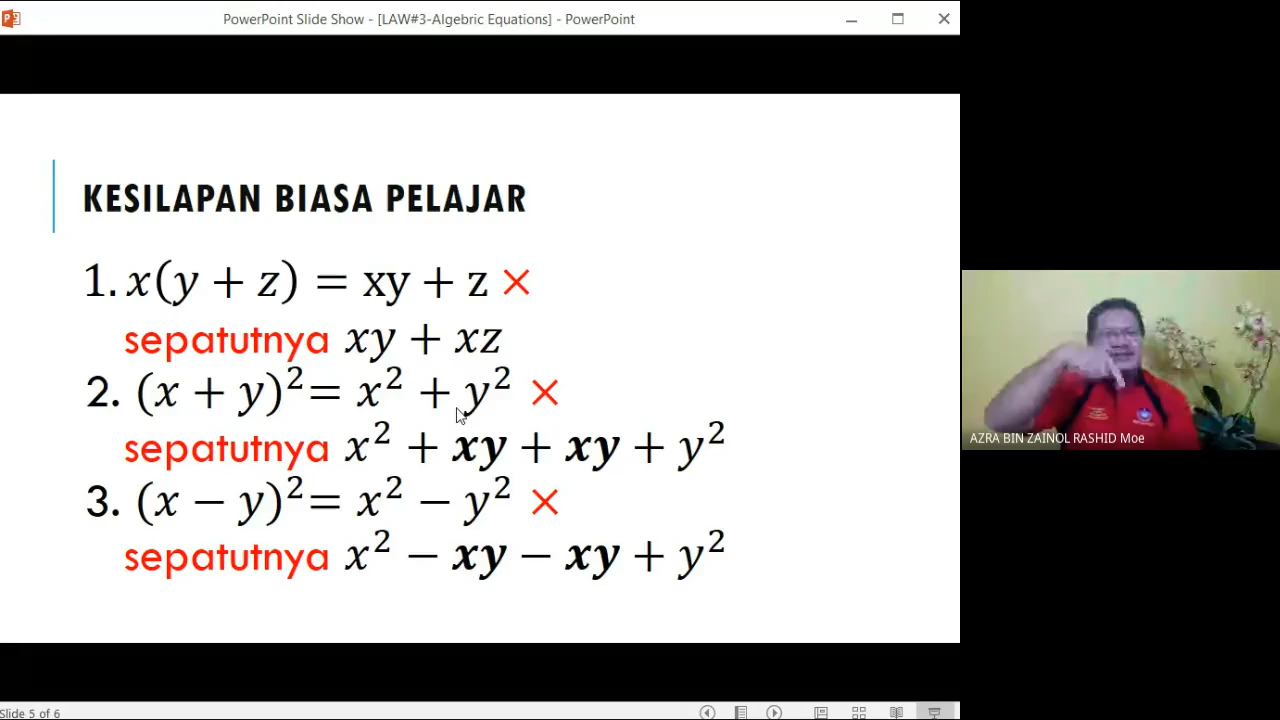 PowerPoint Slide Show - [LAW#3-Algebric Equations] - PowerPoint
KESILAPAN BIASA PELAJAR
1. x(y + z) = xy + z ×
sepatutnya xy + xz
2. (x + y)²= x² + y² ×
sepatutnya x² + xy + xy + y²
3. (x − y)²= x² − y² ×
sepatutnya x² − xy − xy + y²
AZRA BIN ZAINOL RASHID Moe
Slide 5 of 6